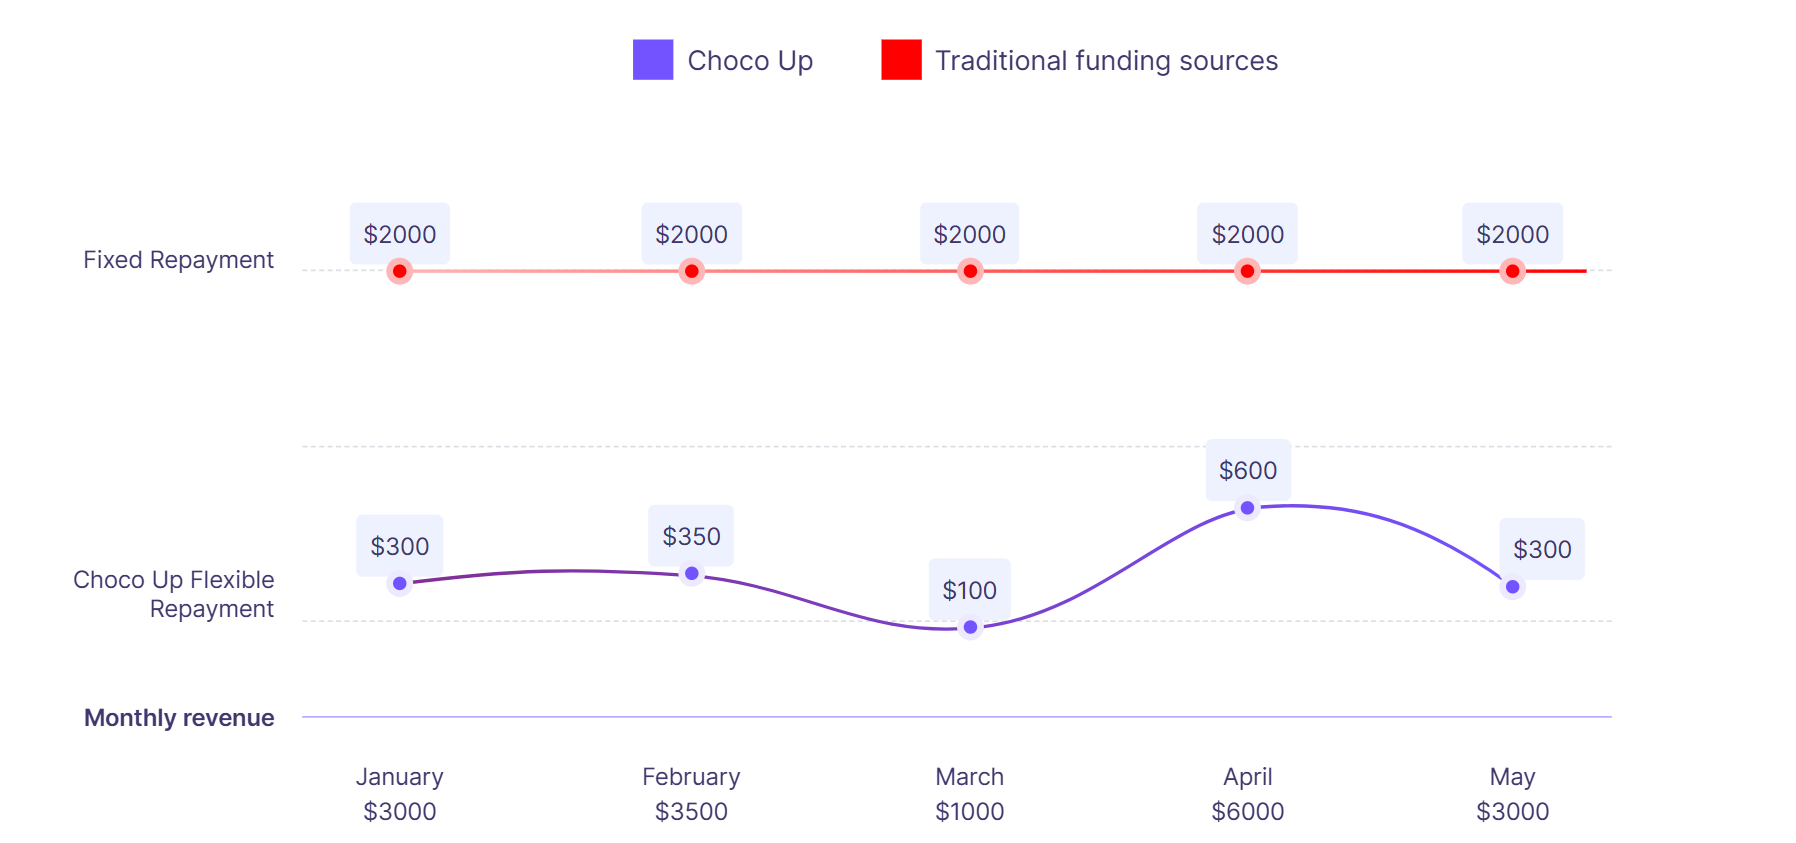 Choco Up
Traditional funding sources
Fixed Repayment
$2000
$2000
$2000
$2000
$2000
Choco Up Flexible
Repayment
$300
$350
$100
$600
$300
Monthly revenue
January
$3000
February
$3500
March
$1000
April
$6000
May
$3000